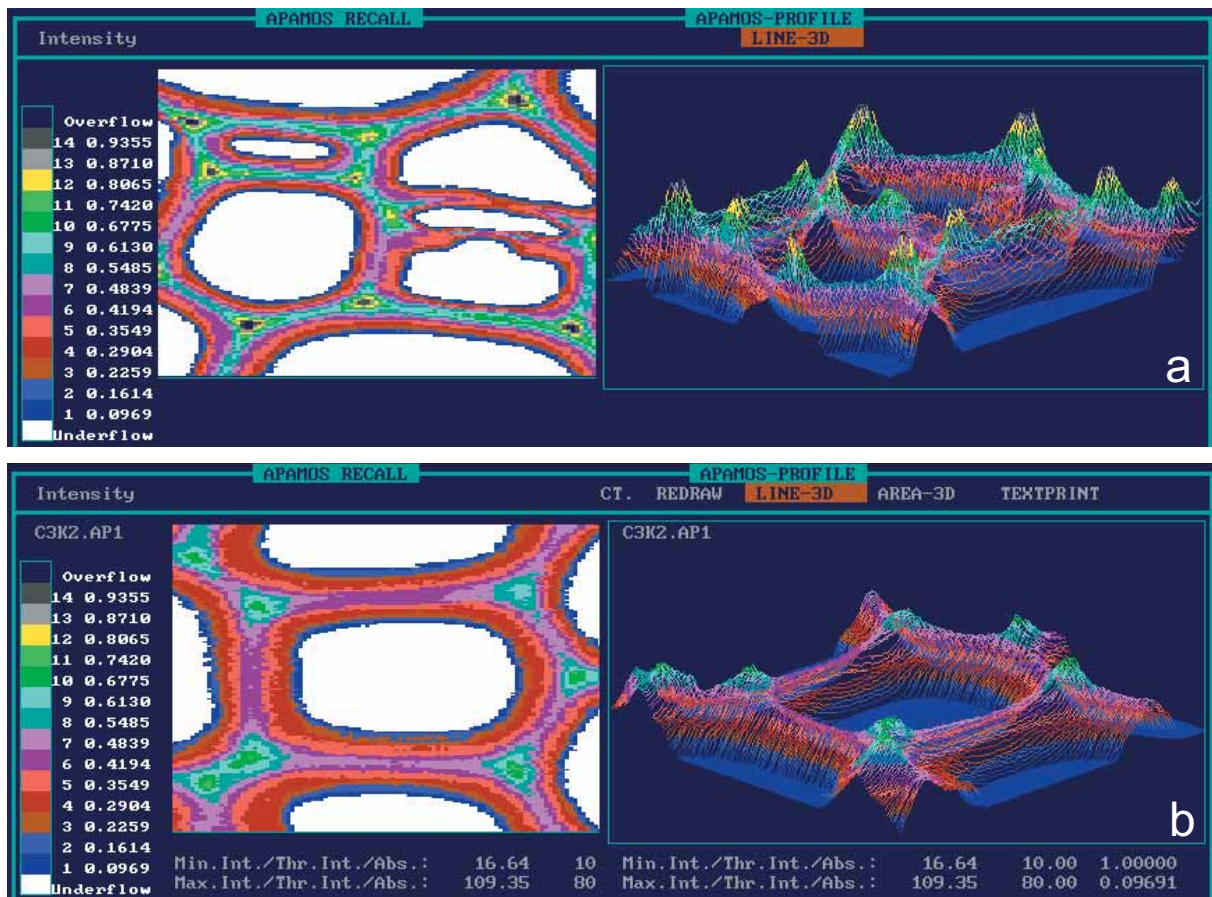 APAMOS RECALL APAMOS-PROFILE
Intensity LINE-3D
Overflow
14 0.9355
13 0.8710
12 0.8065
11 0.7420
10 0.6775
9 0.6130
8 0.5485
7 0.4839
6 0.4194
5 0.3549
4 0.2904
3 0.2259
2 0.1614
1 0.0969
Underflow
a
APAMOS RECALL APAMOS-PROFILE
Intensity CT. REDRAW LINE-3D AREA-3D TEXTPRINT
C3K2.AP1 C3K2.AP1
Overflow
14 0.9355
13 0.8710
12 0.8065
11 0.7420
10 0.6775
9 0.6130
8 0.5485
7 0.4839
6 0.4194
5 0.3549
4 0.2904
3 0.2259
2 0.1614
1 0.0969
Underflow
b
Min.Int./Thr.Int./Abs.: 16.64 10 Min.Int./Thr.Int./Abs.: 16.64 10.00 1.00000
Max.Int./Thr.Int./Abs.: 109.35 80 Max.Int./Thr.Int./Abs.: 109.35 80.00 0.09691